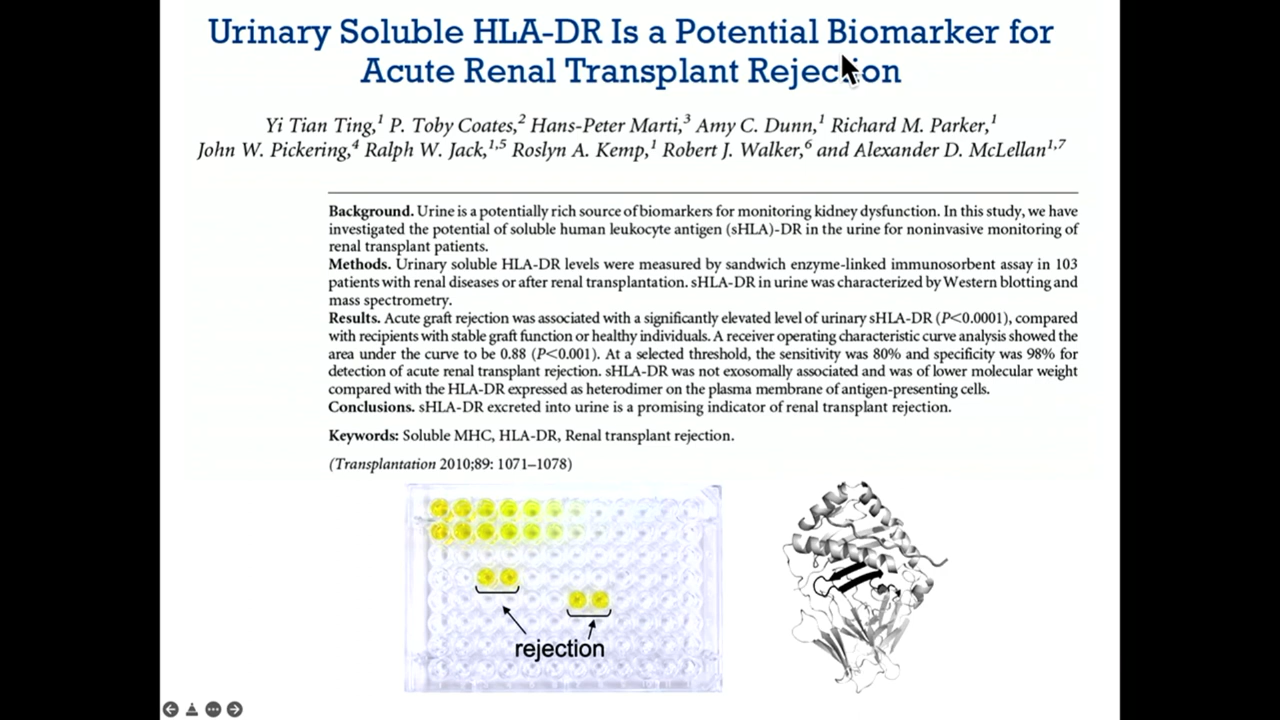 Urinary Soluble HLA-DR Is a Potential Biomarker for
Acute Renal Transplant Rejection
Yi Tian Ting,¹ P. Toby Coates,² Hans-Peter Marti,³ Amy C. Dunn,¹ Richard M. Parker,¹
John W. Pickering,⁴ Ralph W. Jack,¹,⁵ Roslyn A. Kemp,¹ Robert J. Walker,⁶ and Alexander D. McLellan¹,⁷
Background. Urine is a potentially rich source of biomarkers for monitoring kidney dysfunction. In this study, we have
investigated the potential of soluble human leukocyte antigen (sHLA)-DR in the urine for noninvasive monitoring of
renal transplant patients.
Methods. Urinary soluble HLA-DR levels were measured by sandwich enzyme-linked immunosorbent assay in 103
patients with renal diseases or after renal transplantation. sHLA-DR in urine was characterized by Western blotting and
mass spectrometry.
Results. Acute graft rejection was associated with a significantly elevated level of urinary sHLA-DR (P<0.0001), compared
with recipients with stable graft function or healthy individuals. A receiver operating characteristic curve analysis showed the
area under the curve to be 0.88 (P<0.001). At a selected threshold, the sensitivity was 80% and specificity was 98% for
detection of acute renal transplant rejection. sHLA-DR was not exosomally associated and was of lower molecular weight
compared with the HLA-DR expressed as heterodimer on the plasma membrane of antigen-presenting cells.
Conclusions. sHLA-DR excreted into urine is a promising indicator of renal transplant rejection.
Keywords: Soluble MHC, HLA-DR, Renal transplant rejection.
(Transplantation 2010;89: 1071–1078)
rejection